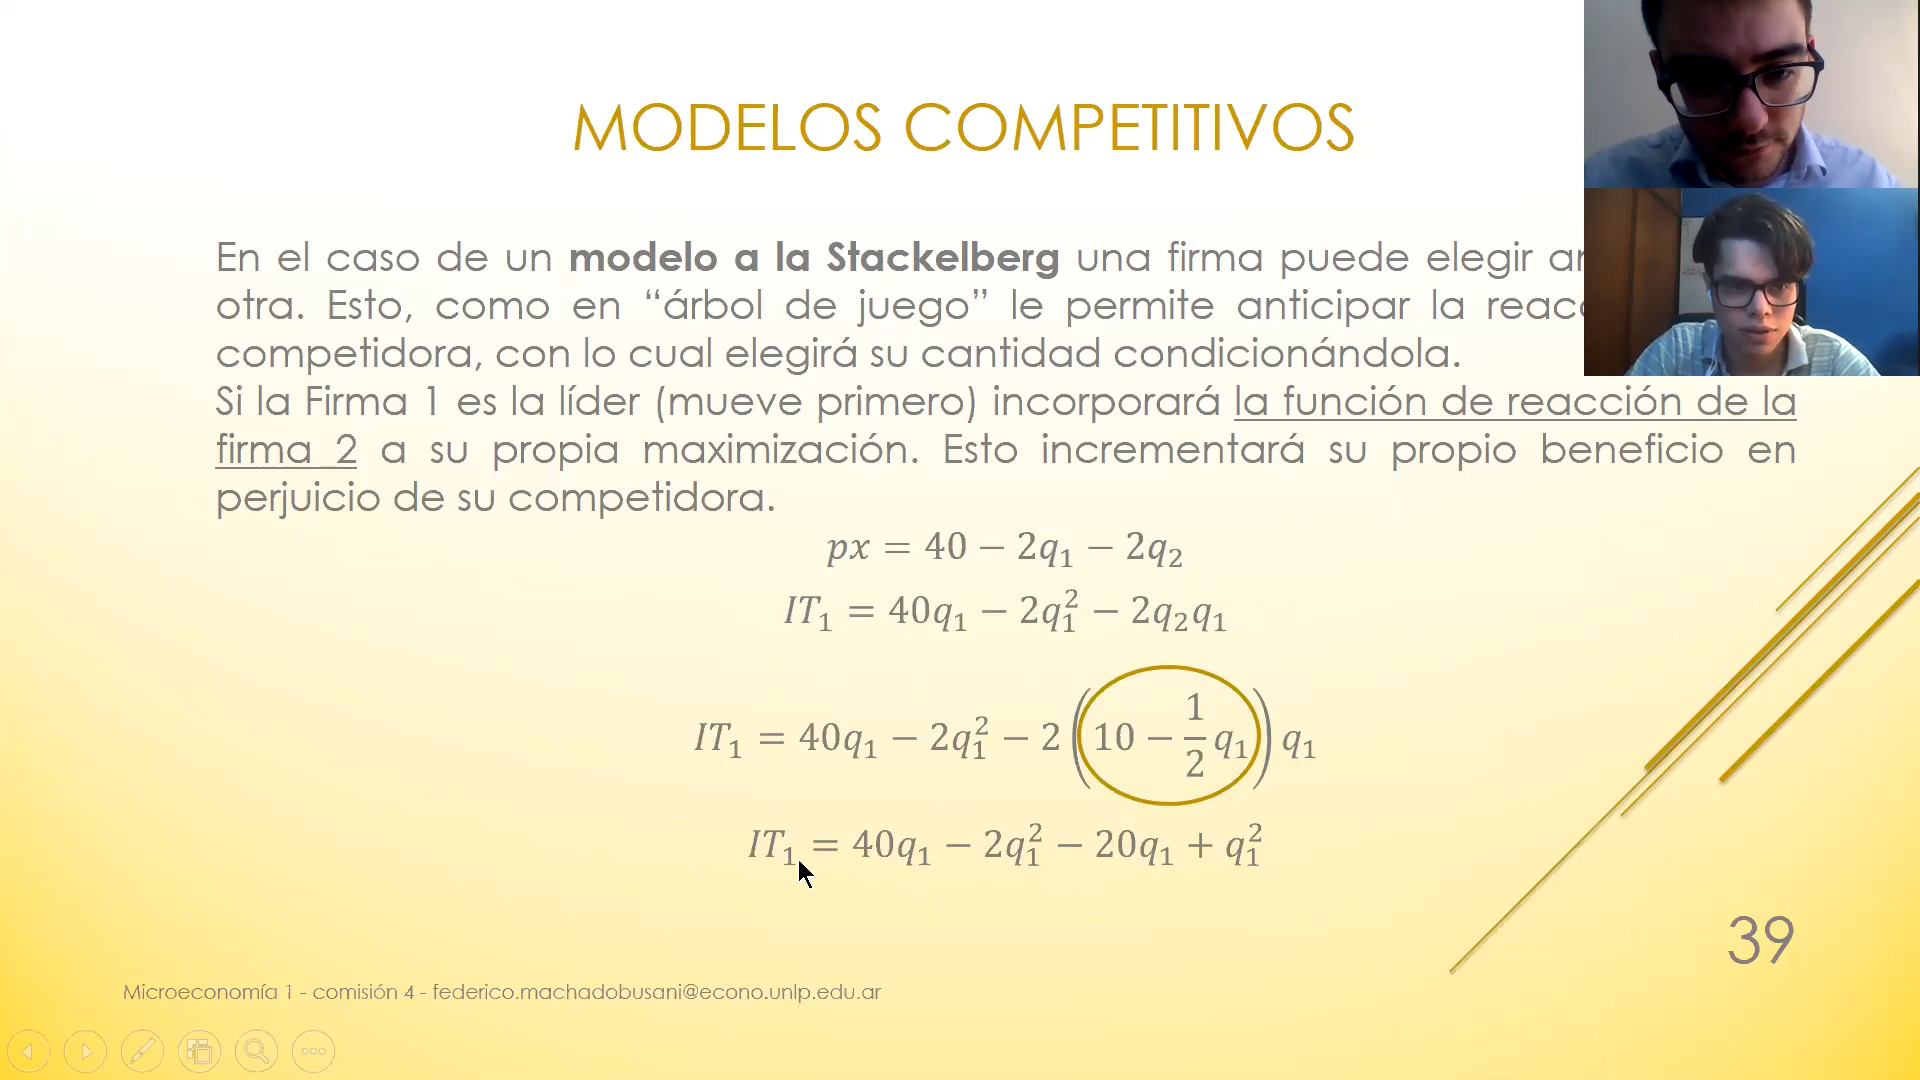 MODELOS COMPETITIVOS
En el caso de un modelo a la Stackelberg una firma puede elegir
otra. Esto, como en “árbol de juego” le permite anticipar la
competidora, con lo cual elegirá su cantidad condicionándola.
Si la Firma 1 es la líder (mueve primero) incorporará la función de reacción de la
firma 2 a su propia maximización. Esto incrementará su propio beneficio en
perjuicio de su competidora.
px = 40 − 2q₁ − 2q₂
IT₁ = 40q₁ − 2q₁² − 2q₂q₁
IT₁ = 40q₁ − 2q₁² − 2(10 − 1/2 q₁)q₁
IT₁ = 40q₁ − 2q₁² − 20q₁ + q₁²
39
Microeconomía 1 - comisión 4 - federico.machadobusani@econo.unlp.edu.ar